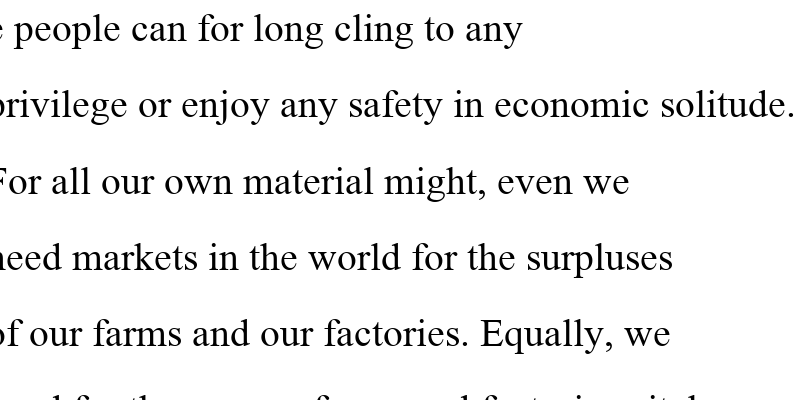 people can for long cling to any
privilege or enjoy any safety in economic solitude.
For all our own material might, even we
need markets in the world for the surpluses
of our farms and our factories. Equally, we